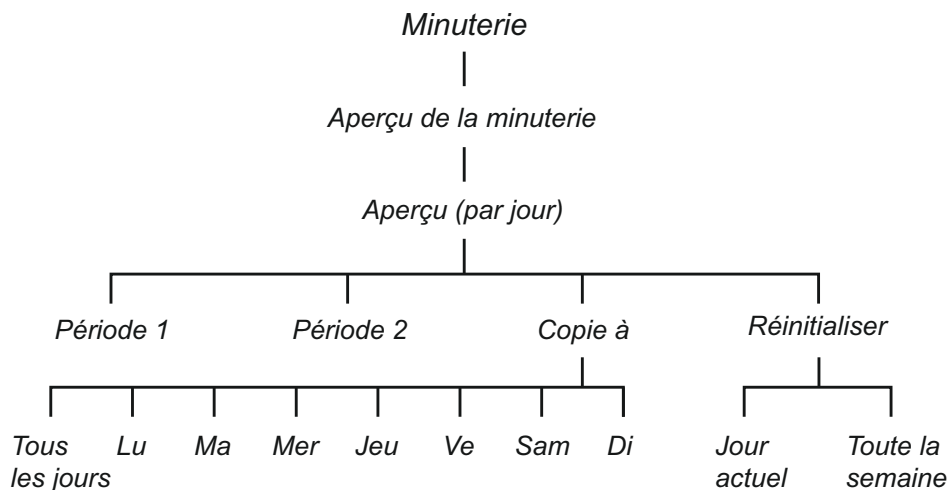 Minuterie
Aperçu de la minuterie
Aperçu (par jour)
Période 1
Période 2
Copie à
Réinitialiser
Tous
les jours
Lu
Ma
Mer
Jeu
Ve
Sam
Di
Jour
actuel
Toute la
semaine